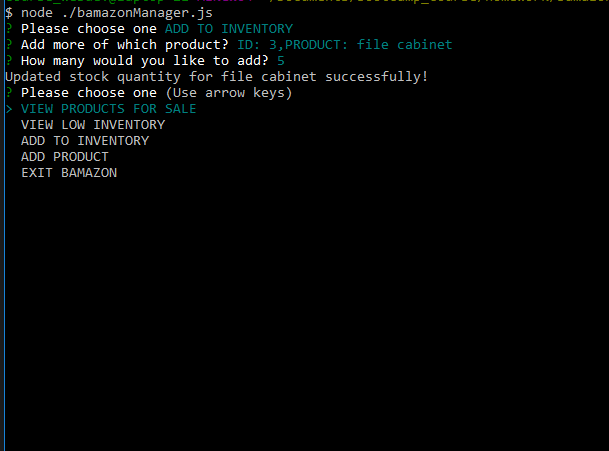 $ node ./bamazonManager.js
? Please choose one ADD TO INVENTORY
? Add more of which product? ID: 3,PRODUCT: file cabinet
? How many would you like to add? 5
Updated stock quantity for file cabinet successfully!
? Please choose one (Use arrow keys)
> VIEW PRODUCTS FOR SALE
VIEW LOW INVENTORY
ADD TO INVENTORY
ADD PRODUCT
EXIT BAMAZON